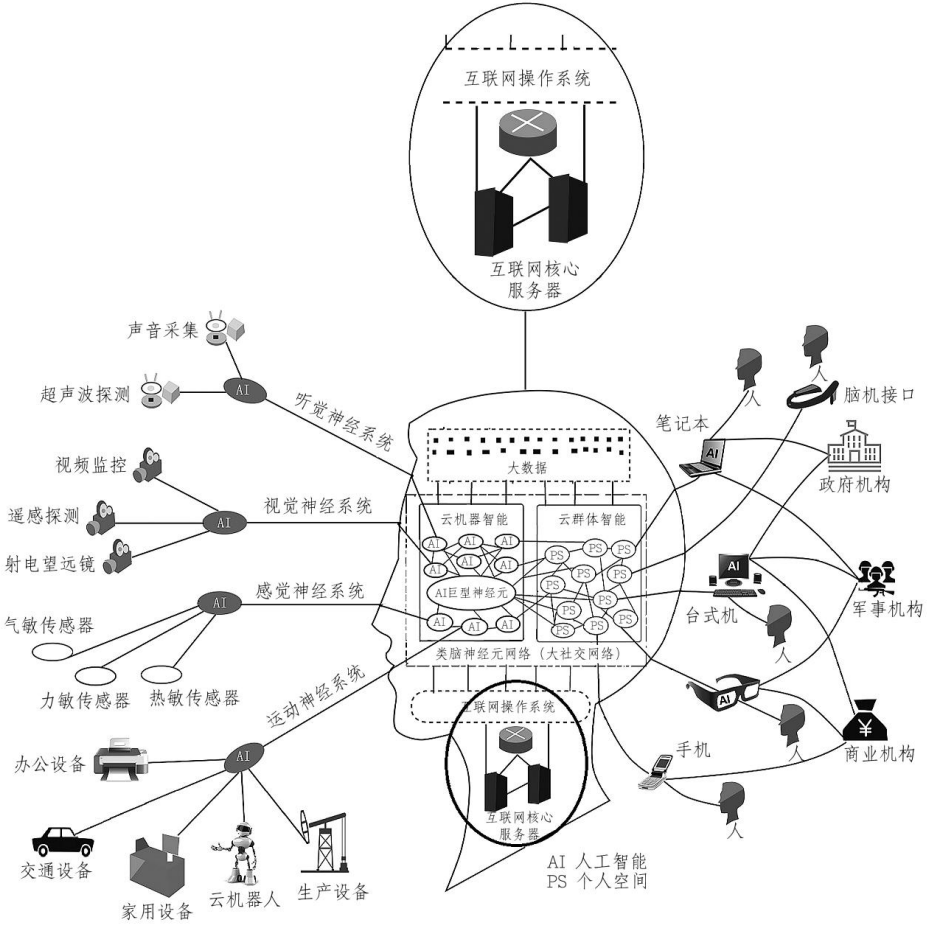 互联网操作系统
互联网核心
服务器
声音采集
AI
超声波探测
听觉神经系统
视频监控
遥感探测
AI
视觉神经系统
射电望远镜
气敏传感器
AI
感觉神经系统
力敏传感器
热敏传感器
运动神经系统
办公设备
AI
交通设备
家用设备
云机器人
生产设备
大数据
云机器智能
AI
AI
AI
AI
AI
AI
AI巨型神经元
AI
AI
AI
云群体智能
PS
PS
PS
PS
PS
PS
PS
PS
PS
PS
PS
PS
类脑神经元网络（大社交网络）
互联网操作系统
互联网核心
服务器
笔记本
AI
人
人
脑机接口
政府机构
AI
台式机
人
军事机构
AI
人
商业机构
手机
人
AI 人工智能
PS 个人空间